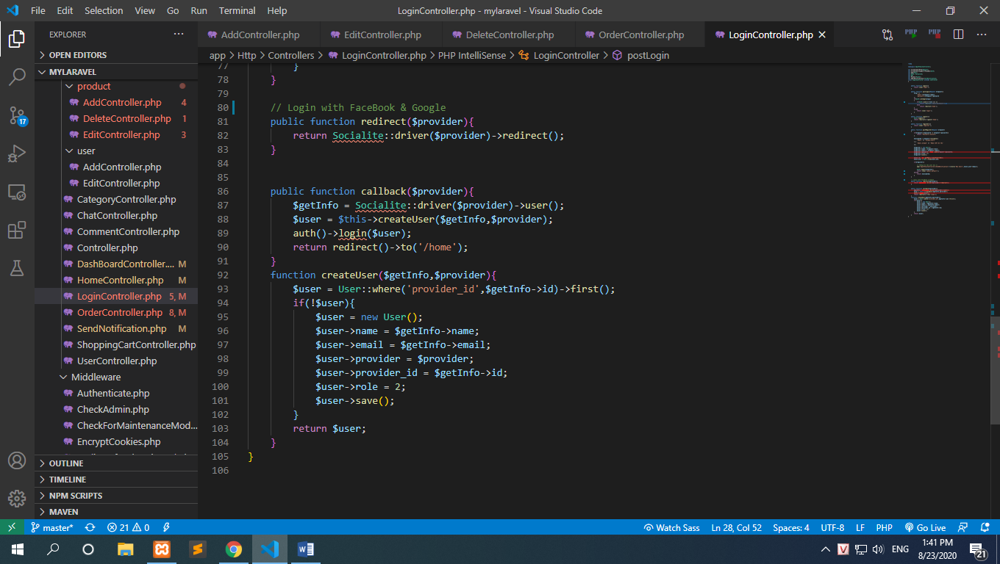 File Edit Selection View Go Run Terminal Help LoginController.php - mylaravel - Visual Studio Code
EXPLORER ···
OPEN EDITORS
MYLARAVEL
product
AddController.php 4
DeleteController.php 1
EditController.php 3
user
AddController.php
EditController.php
CategoryController.php
ChatController.php
CommentController.php
Controller.php
DashBoardController.... M
HomeController.php M
LoginController.php 5, M
OrderController.php 8, M
SendNotification.php M
ShoppingCartController.php
UserController.php
Middleware
Authenticate.php
CheckAdmin.php
CheckForMaintenanceMod...
EncryptCookies.php
OUTLINE
TIMELINE
NPM SCRIPTS
MAVEN
17
AddController.php EditController.php DeleteController.php OrderController.php LoginController.php
PHP PHP
app > Http > Controllers > LoginController.php > PHP IntelliSense > LoginController > postLogin
77 }
78 }
79
80 // Login with FaceBook & Google
81 public function redirect($provider){
82 return Socialite::driver($provider)->redirect();
83 }
84
85
86 public function callback($provider){
87 $getInfo = Socialite::driver($provider)->user();
88 $user = $this->createUser($getInfo,$provider);
89 auth()->login($user);
90 return redirect()->to('/home');
91 }
92 function createUser($getInfo,$provider){
93 $user = User::where('provider_id',$getInfo->id)->first();
94 if(!$user){
95 $user = new User();
96 $user->name = $getInfo->name;
97 $user->email = $getInfo->email;
98 $user->provider = $provider;
99 $user->provider_id = $getInfo->id;
100 $user->role = 2;
101 $user->save();
102 }
103 return $user;
104 }
105 }
106
master* 21 0 Watch Sass Ln 28, Col 52 Spaces: 4 UTF-8 LF PHP Go Live
V ENG 1:41 PM
8/23/2020 21